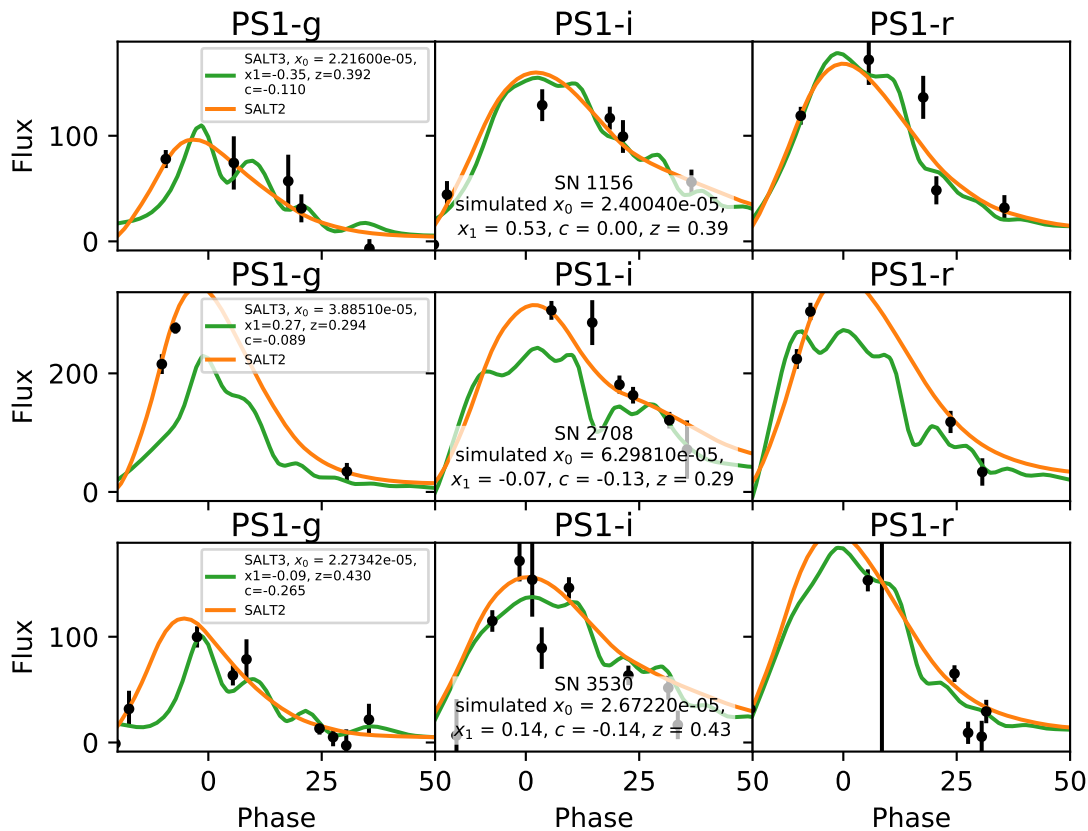 PS1-g PS1-i PS1-r
Flux
100
0
SALT3, x₀ = 2.21600e-05,
x1=-0.35, z=0.392
c=-0.110
SALT2
SN 1156
simulated x₀ = 2.40040e-05,
x₁ = 0.53, c = 0.00, z = 0.39
PS1-g PS1-i PS1-r
Flux
200
0
SALT3, x₀ = 3.88510e-05,
x1=0.27, z=0.294
c=-0.089
SALT2
SN 2708
simulated x₀ = 6.29810e-05,
x₁ = -0.07, c = -0.13, z = 0.29
PS1-g PS1-i PS1-r
Flux
100
0
SALT3, x₀ = 2.27342e-05,
x1=-0.09, z=0.430
c=-0.265
SALT2
SN 3530
simulated x₀ = 2.67220e-05,
x₁ = 0.14, c = -0.14, z = 0.43
0 25 50 0 25 50 0 25 50
Phase Phase Phase